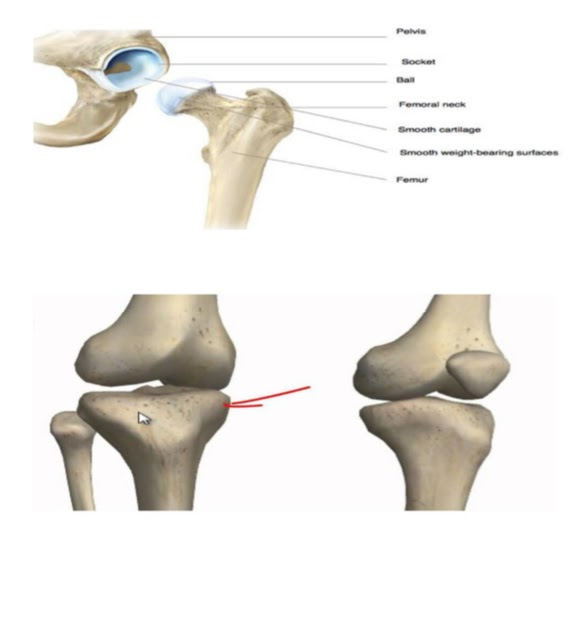 Pelvis
Socket
Ball
Femoral neck
Smooth cartilage
Smooth weight-bearing surfaces
Femur